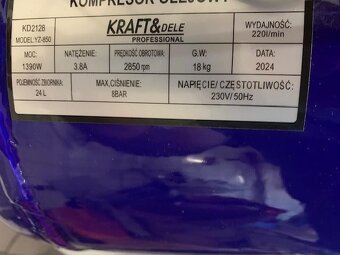 KOMPRESOR OLEJOWY
KD2128
MODEL:YZ-850
KRAFT&DELE
PROFESSIONAL
WYDAJNOŚĆ:
220l/min
MOC:
1390W
NATĘŻENIE:
3.8A
PRĘDKOŚĆ OBROTOWA:
2850 rpm
G.W:
18 kg
DATA:
2024
POJEMNOŚĆ ZBIORNIKA:
24 L
MAX.CIŚNIENIE:
8BAR
NAPIĘCIE/CZĘSTOTLIWOŚĆ:
230V/ 50Hz